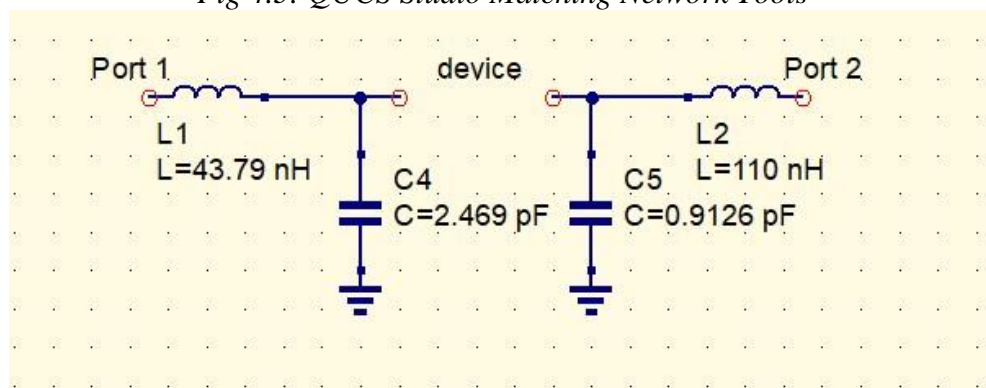 Fig 4.3: QUCS Studio Matching Network Tools
Port 1
device
Port 2
L1
L=43.79 nH
C4
C=2.469 pF
L2
L=110 nH
C5
C=0.9126 pF